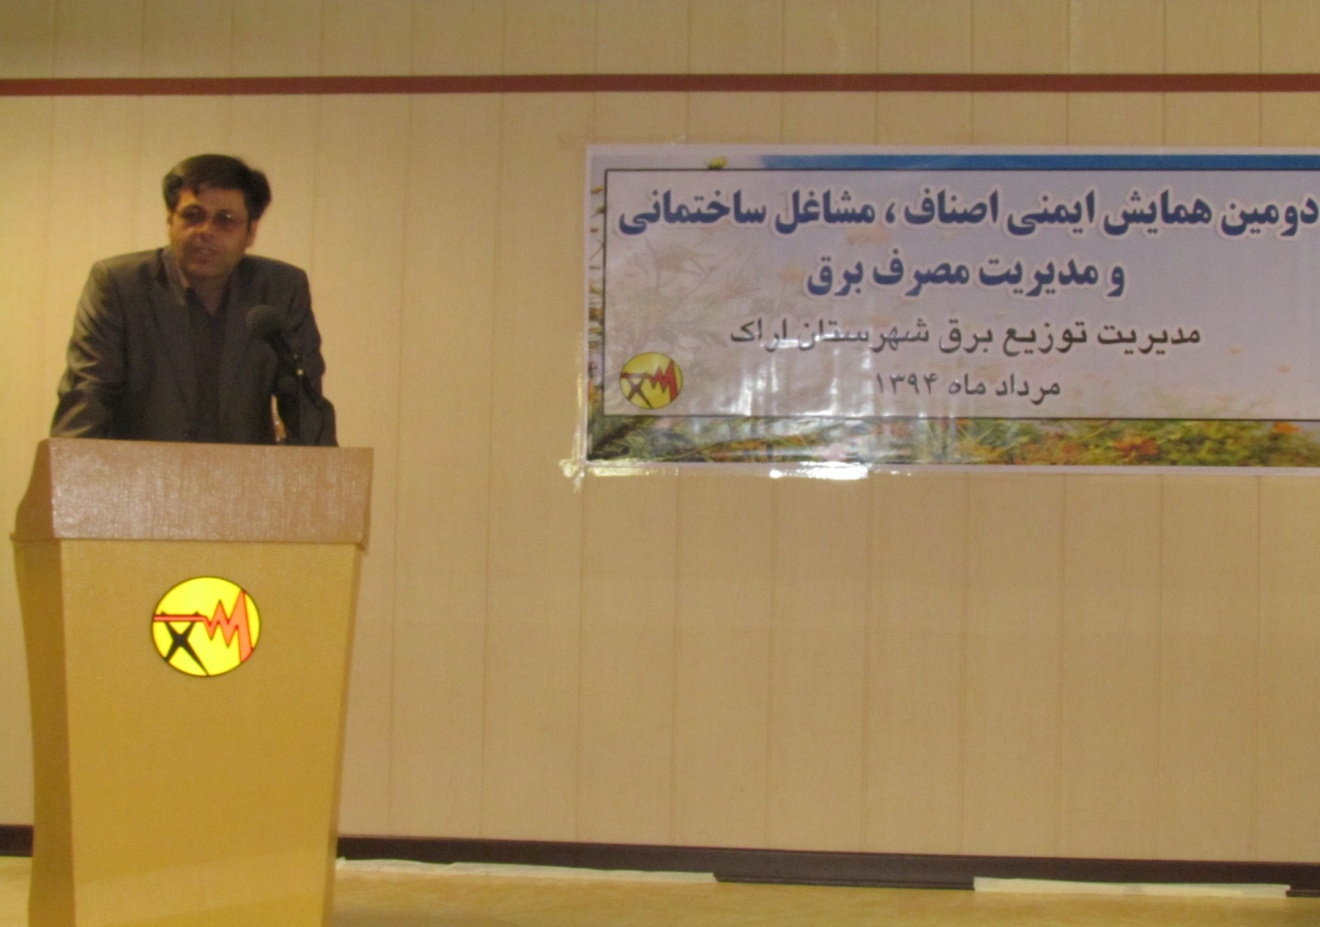 دومین همایش ایمنی اصناف ، مشاغل ساختمانی
و مدیریت مصرف برق
مدیریت توزیع برق شهرستان اراک
مرداد ماه ۱۳۹۴